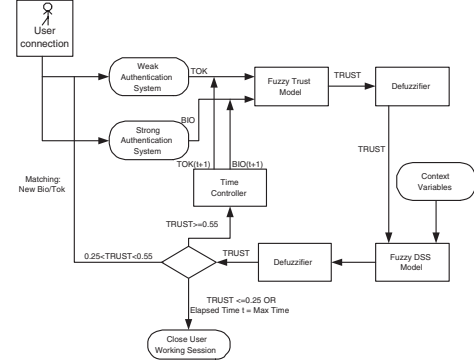 User
connection
Weak
Authentication
System
TOK
Fuzzy Trust
Model
TRUST
Defuzzifier
BIO
Strong
Authentication
System
TOK(t+1)
BIO(t+1)
TRUST
Matching:
New Bio/Tok
Time
Controller
Context
Variables
TRUST>=0.55
0.25<TRUST<0.55
TRUST
Defuzzifier
Fuzzy DSS
Model
TRUST <=0.25 OR
Elapsed Time t = Max Time
Close User
Working Session